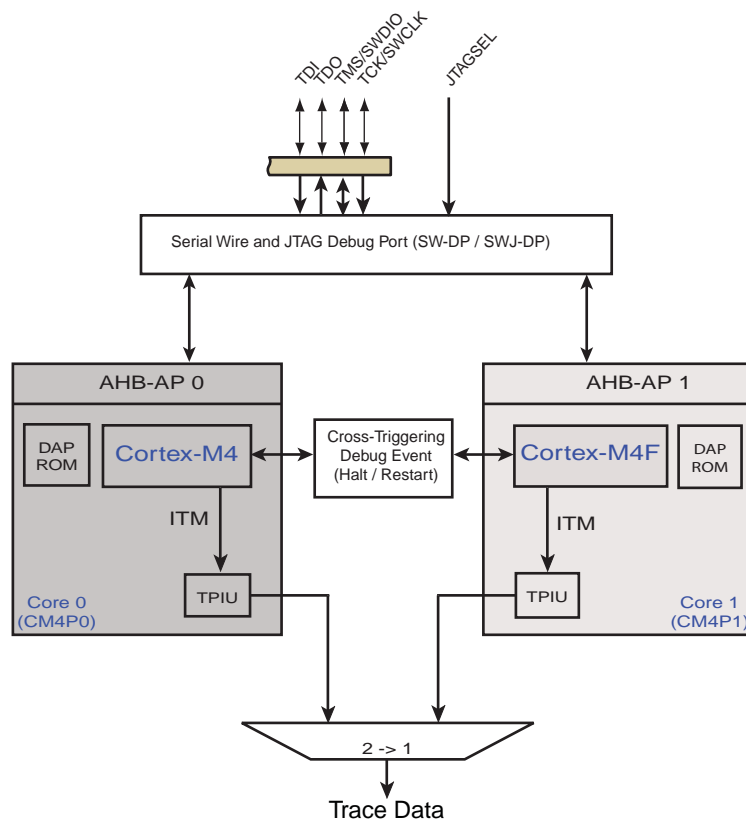 TDI
TDO
TMS/SWDIO
TCK/SWCLK
JTAGSEL
Serial Wire and JTAG Debug Port (SW-DP / SWJ-DP)
AHB-AP 0
DAP
ROM
Cortex-M4
ITM
TPIU
Core 0
(CM4P0)
Cross-Triggering
Debug Event
(Halt / Restart)
AHB-AP 1
Cortex-M4F
DAP
ROM
ITM
TPIU
Core 1
(CM4P1)
2 -> 1
Trace Data